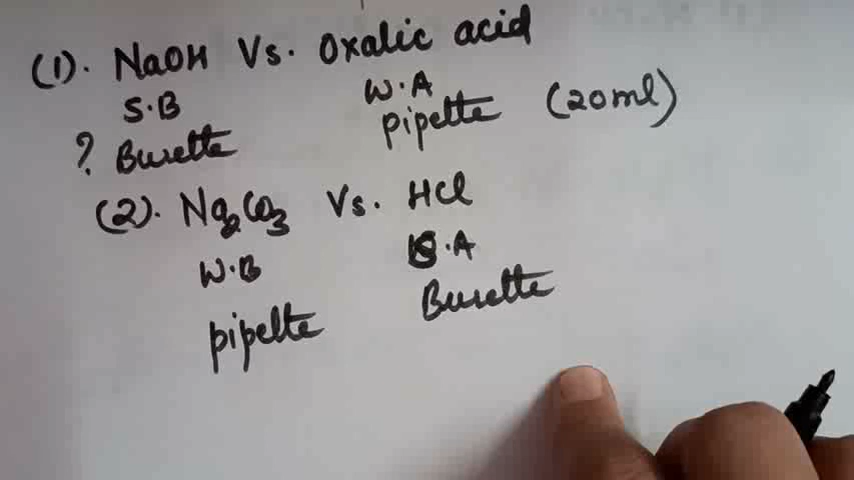 (1). NaOH Vs. Oxalic acid
S.B W.A
? Burette pipette (20ml)
(2). Na2CO3 Vs. HCl
W.B S.A
pipette Burette